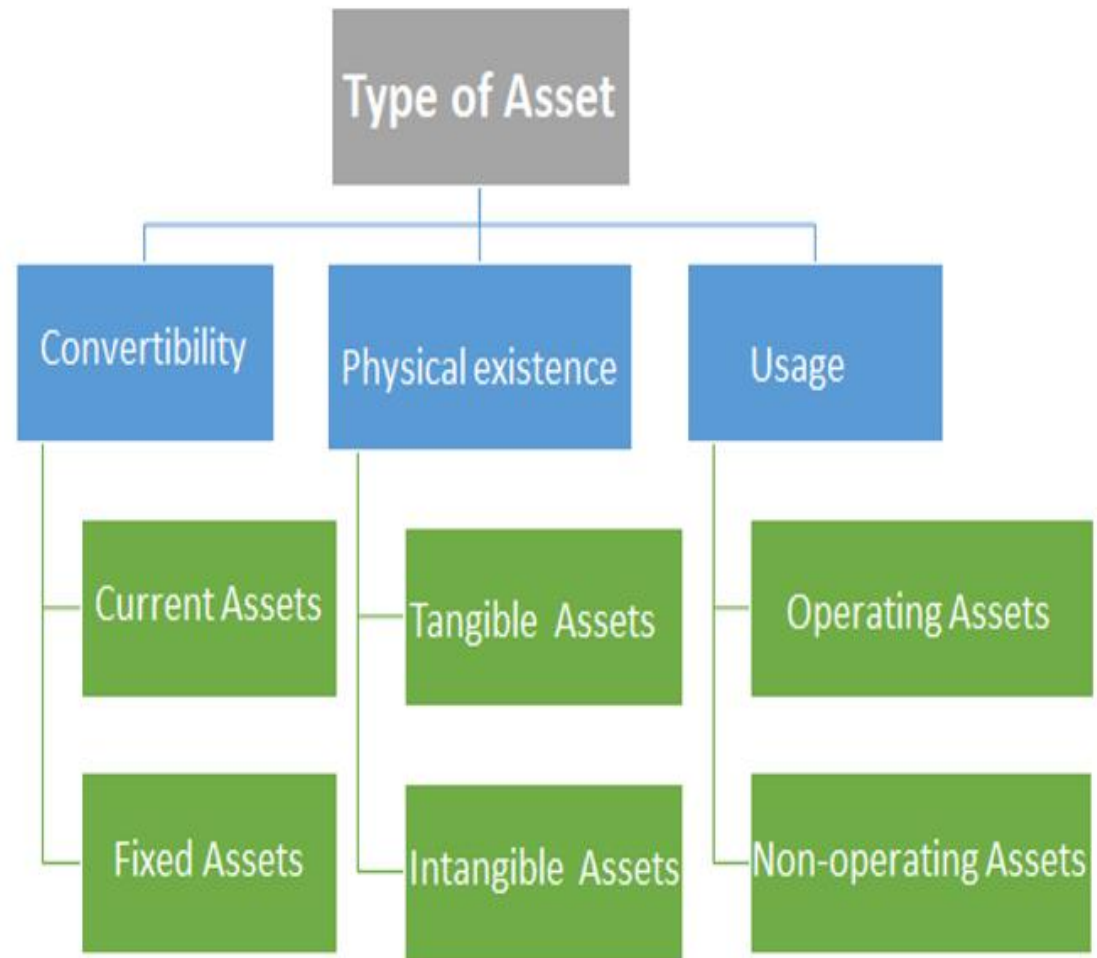 Type of Asset
Convertibility
Physical existence
Usage
Current Assets
Tangible Assets
Operating Assets
Fixed Assets
Intangible Assets
Non-operating Assets